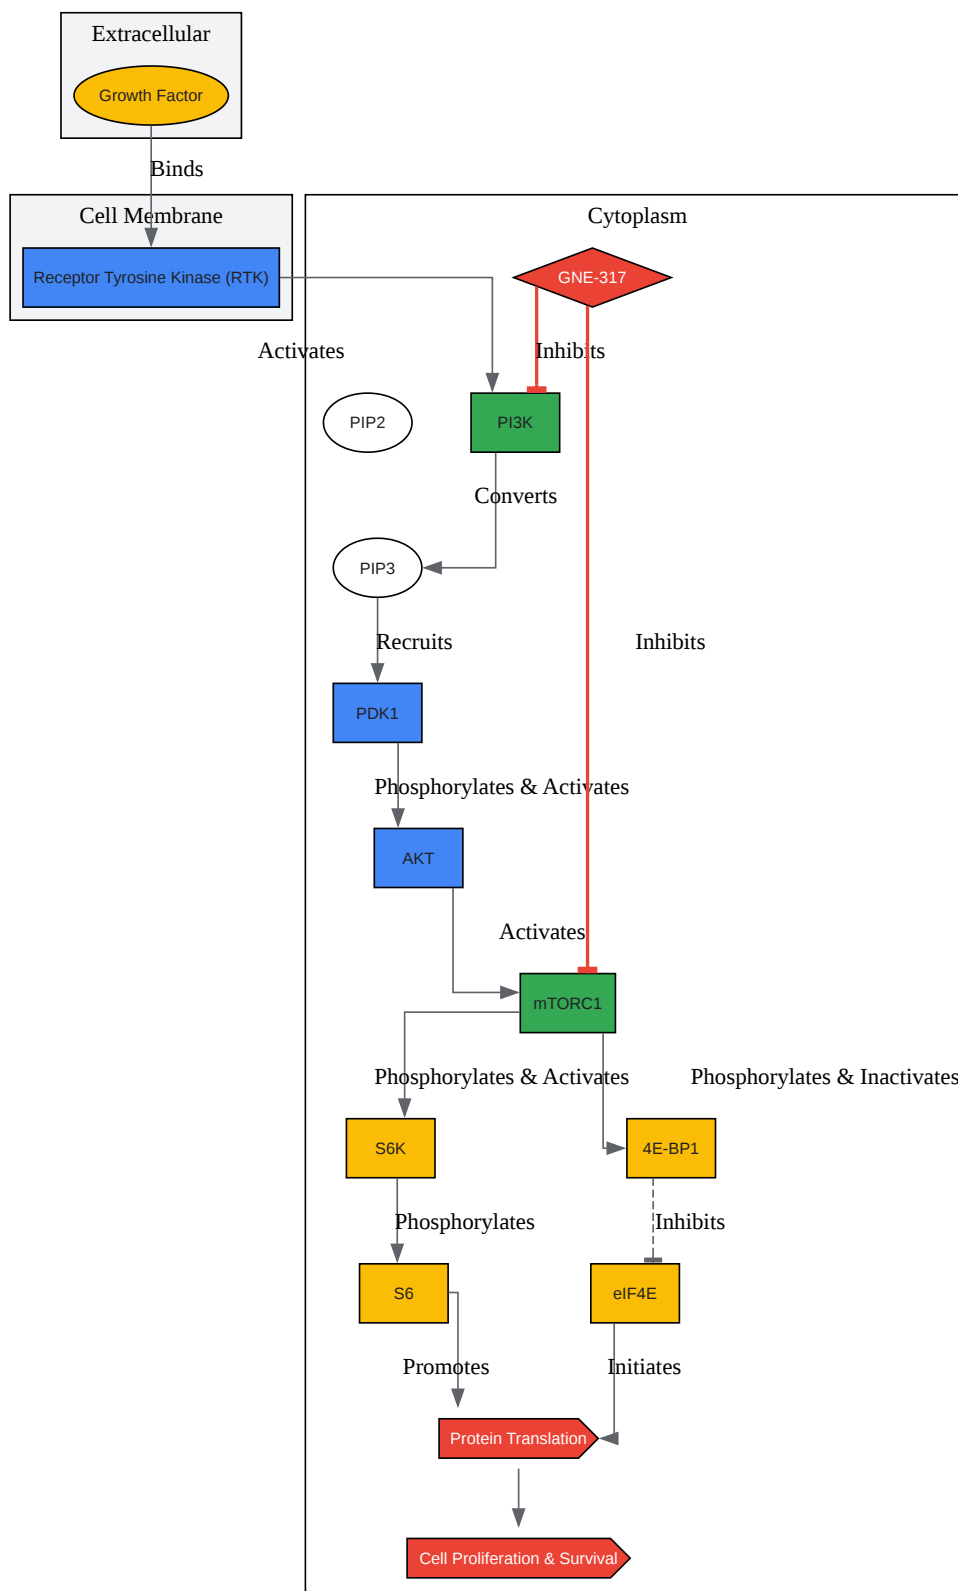 Extracellular
Growth Factor
Binds
Cell Membrane
Cytoplasm
Receptor Tyrosine Kinase (RTK)
GNE-317
Activates
Inhibits
PIP2
PI3K
Converts
PIP3
Recruits
Inhibits
PDK1
Phosphorylates & Activates
AKT
Activates
mTORC1
Phosphorylates & Activates
Phosphorylates & Inactivates
S6K
4E-BP1
Phosphorylates
Inhibits
S6
eIF4E
Promotes
Initiates
Protein Translation
Cell Proliferation & Survival